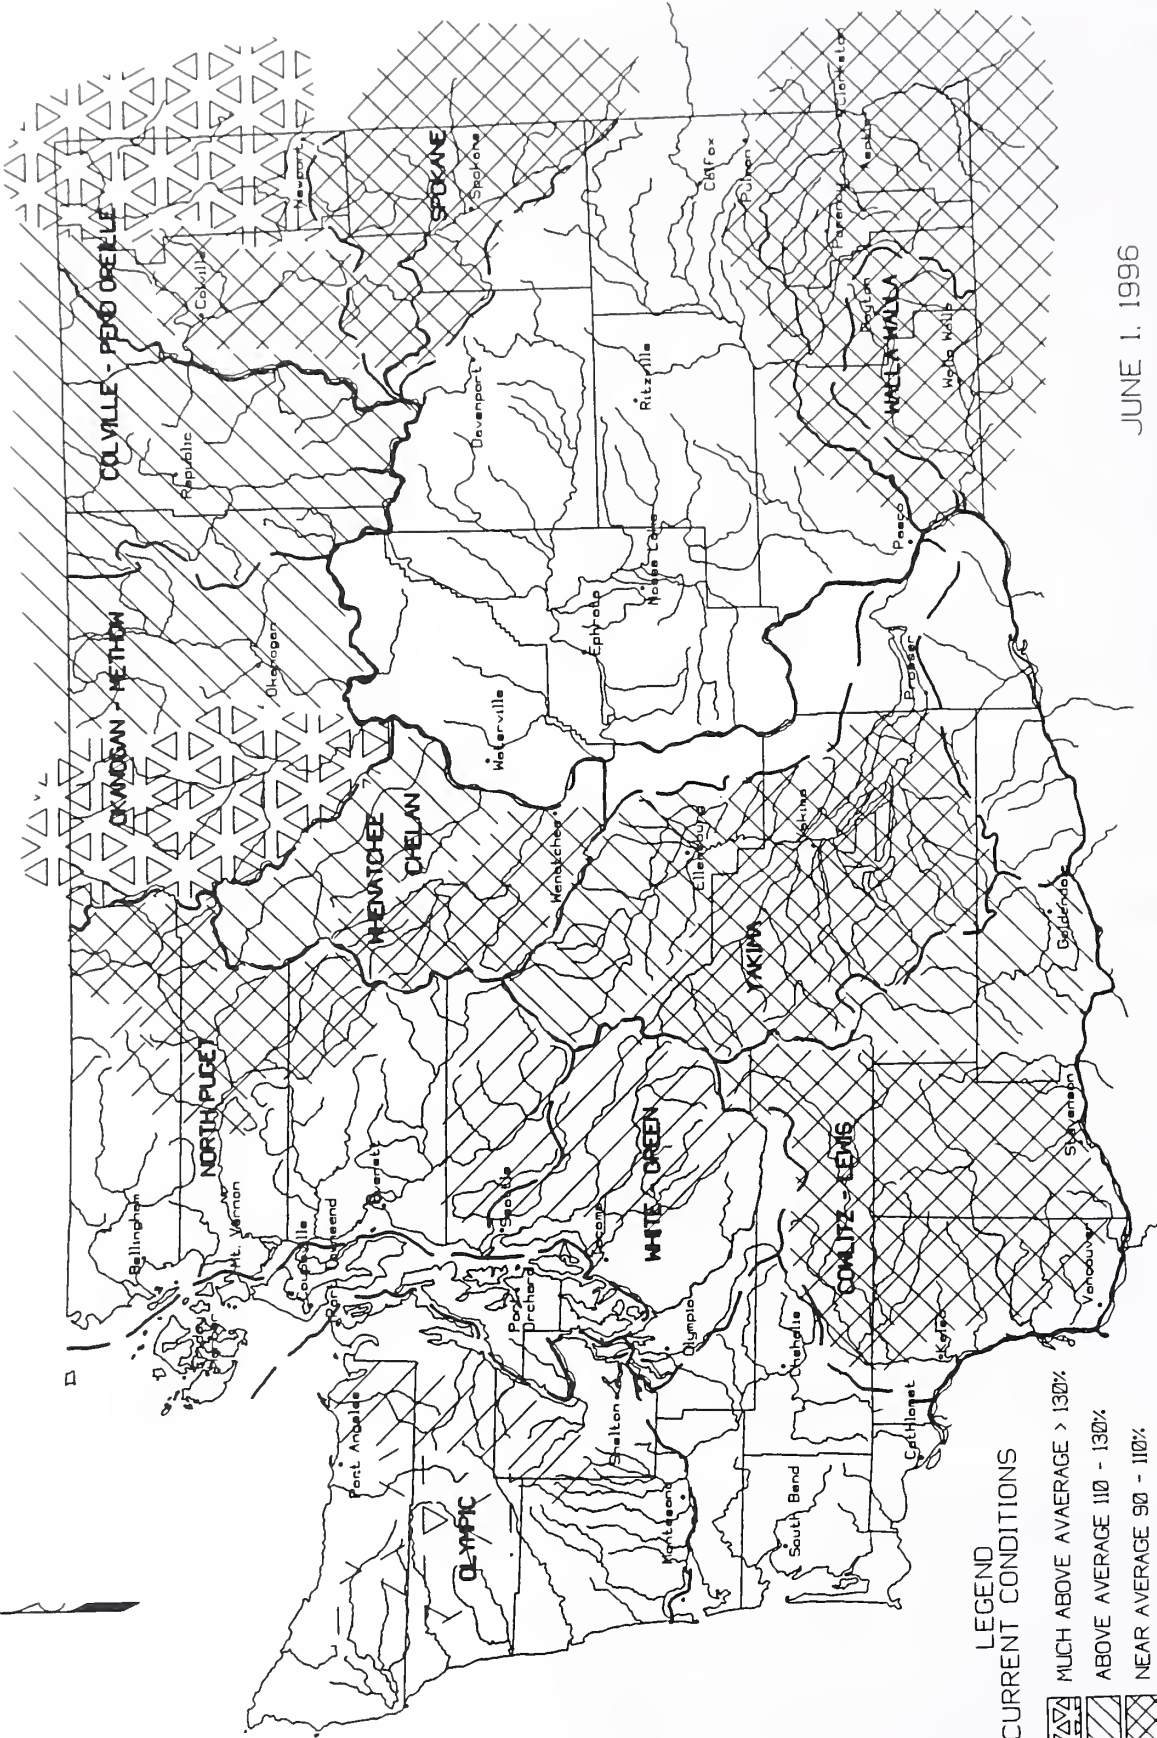 OKANOGAN - METHOW
COLVILLE - PEND OREILLE
Bellingham
NORTH PUGET
Mt. Vernon
Republic
Colville
Newport
Okanogan
Coupeville
Port
Townsend
Everett
WHENATCHEE
CHELAN
SPOKANE
Spokane
Port Angeles
OLYMPIC
Seattle
Waterville
Davenport
Port
Orchard
Wenatchee
Ephrata
Tacoma
Shelton
WHITE - GREEN
Moses Lake
Ritzville
Colfax
Olympia
Montesano
Ellensburg
Pullman
YAKIMA
Yakima
Chehalis
South Bend
COWLITZ - LEWIS
Pomeroy
Clarkston
Asotin
Dayton
WALLA WALLA
Walla Walla
Pasco
Prosser
Cathlamet
Kelso
Goldendale
Stevenson
Vancouver
JUNE 1, 1996
LEGEND
CURRENT CONDITIONS
MUCH ABOVE AVAERAGE > 130%
ABOVE AVERAGE 110 - 130%
NEAR AVERAGE 90 - 110%